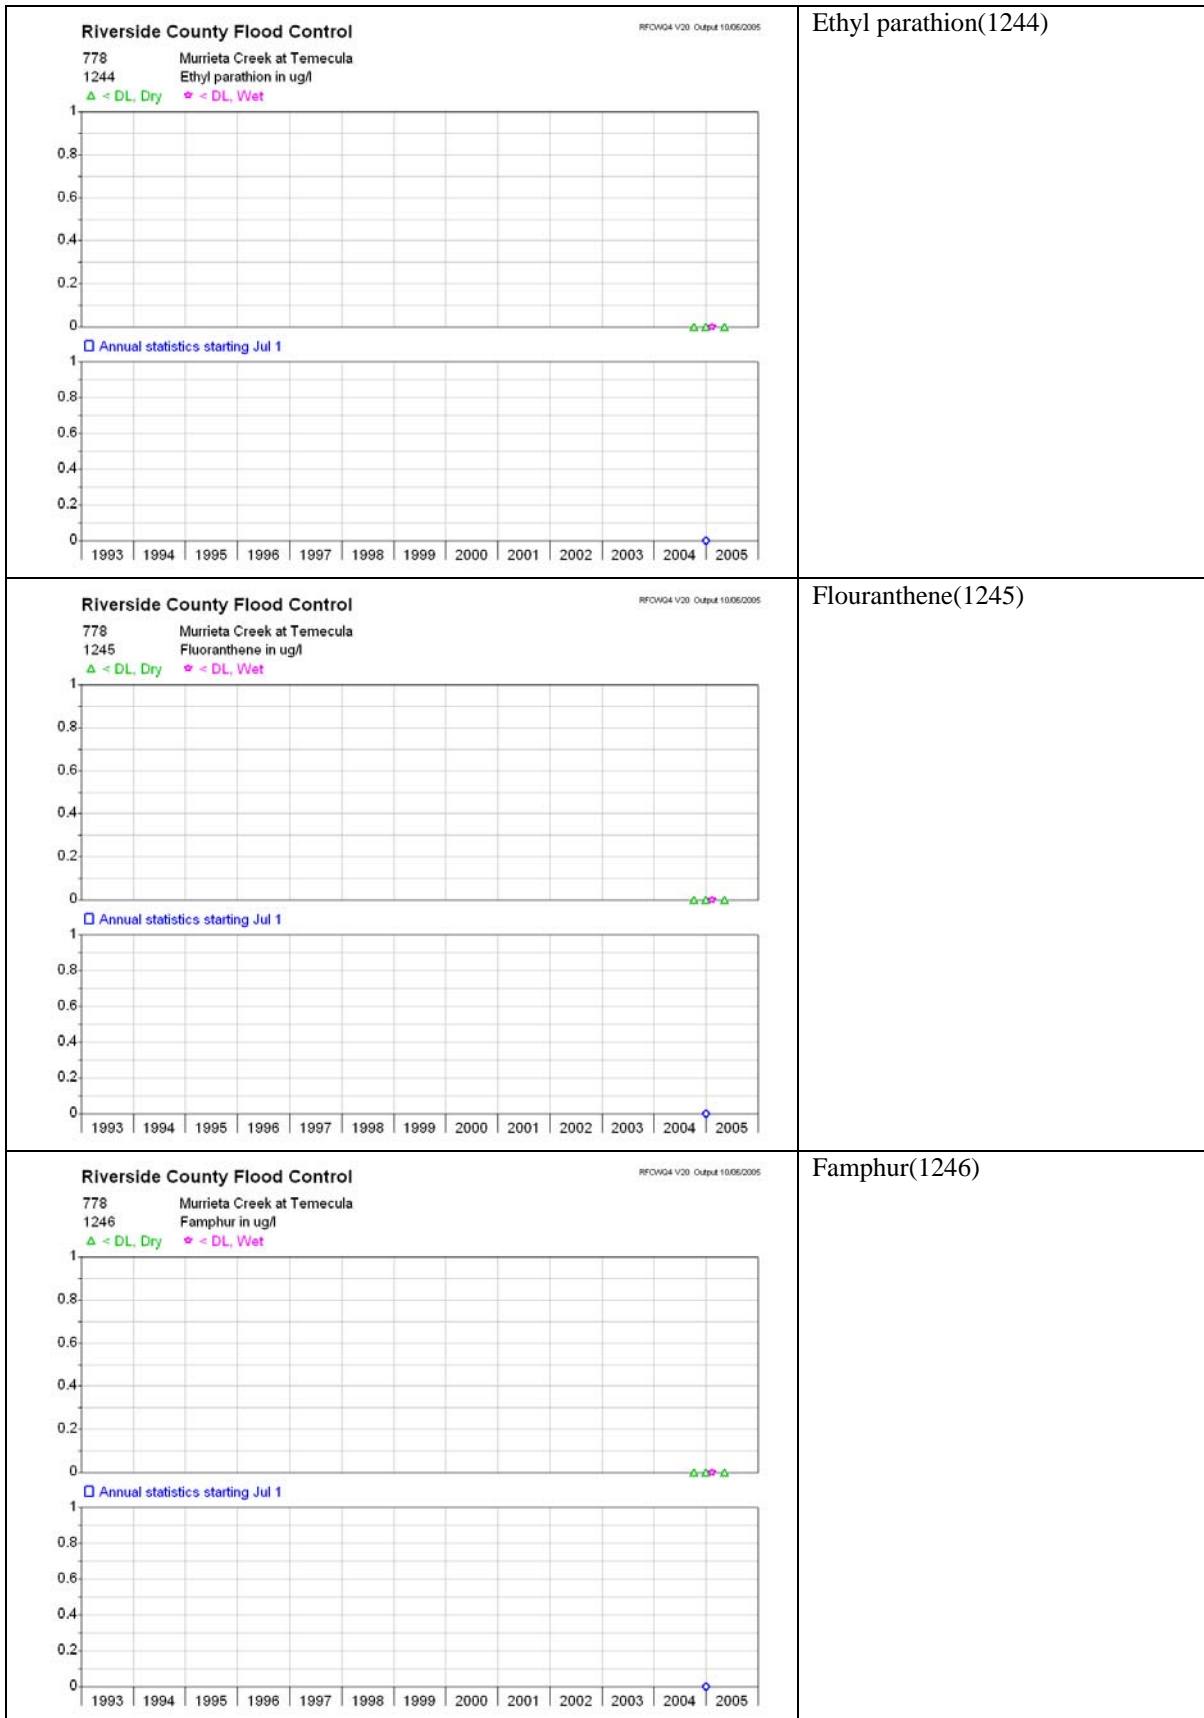 Riverside County Flood Control
RFCWQ4 V20 Output 10/06/2005
778 Murrieta Creek at Temecula
1244 Ethyl parathion in ug/l
< DL, Dry < DL, Wet
1
0.8
0.6
0.4
0.2
0
Annual statistics starting Jul 1
1
0.8
0.6
0.4
0.2
0
1993 1994 1995 1996 1997 1998 1999 2000 2001 2002 2003 2004 2005
Ethyl parathion(1244)
Riverside County Flood Control
RFCWQ4 V20 Output 10/06/2005
778 Murrieta Creek at Temecula
1245 Fluoranthene in ug/l
< DL, Dry < DL, Wet
1
0.8
0.6
0.4
0.2
0
Annual statistics starting Jul 1
1
0.8
0.6
0.4
0.2
0
1993 1994 1995 1996 1997 1998 1999 2000 2001 2002 2003 2004 2005
Flouranthene(1245)
Riverside County Flood Control
RFCWQ4 V20 Output 10/06/2005
778 Murrieta Creek at Temecula
1246 Famphur in ug/l
< DL, Dry < DL, Wet
1
0.8
0.6
0.4
0.2
0
Annual statistics starting Jul 1
1
0.8
0.6
0.4
0.2
0
1993 1994 1995 1996 1997 1998 1999 2000 2001 2002 2003 2004 2005
Famphur(1246)